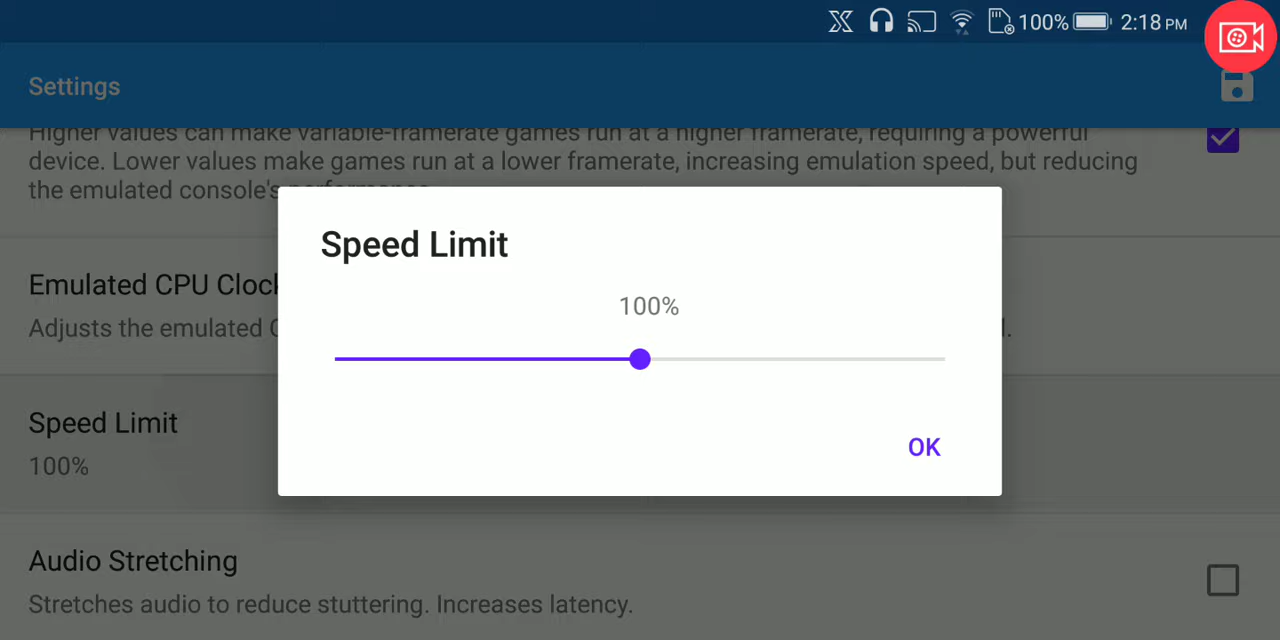 100% 2:18 PM
Settings
Higher values can make variable-framerate games run at a higher framerate, requiring a powerful
device. Lower values make games run at a lower framerate, increasing emulation speed, but reducing
the emulated console's performance.
Speed Limit
100%
OK
Emulated CPU Clock
Adjusts the emulated
Speed Limit
100%
Audio Stretching
Stretches audio to reduce stuttering. Increases latency.